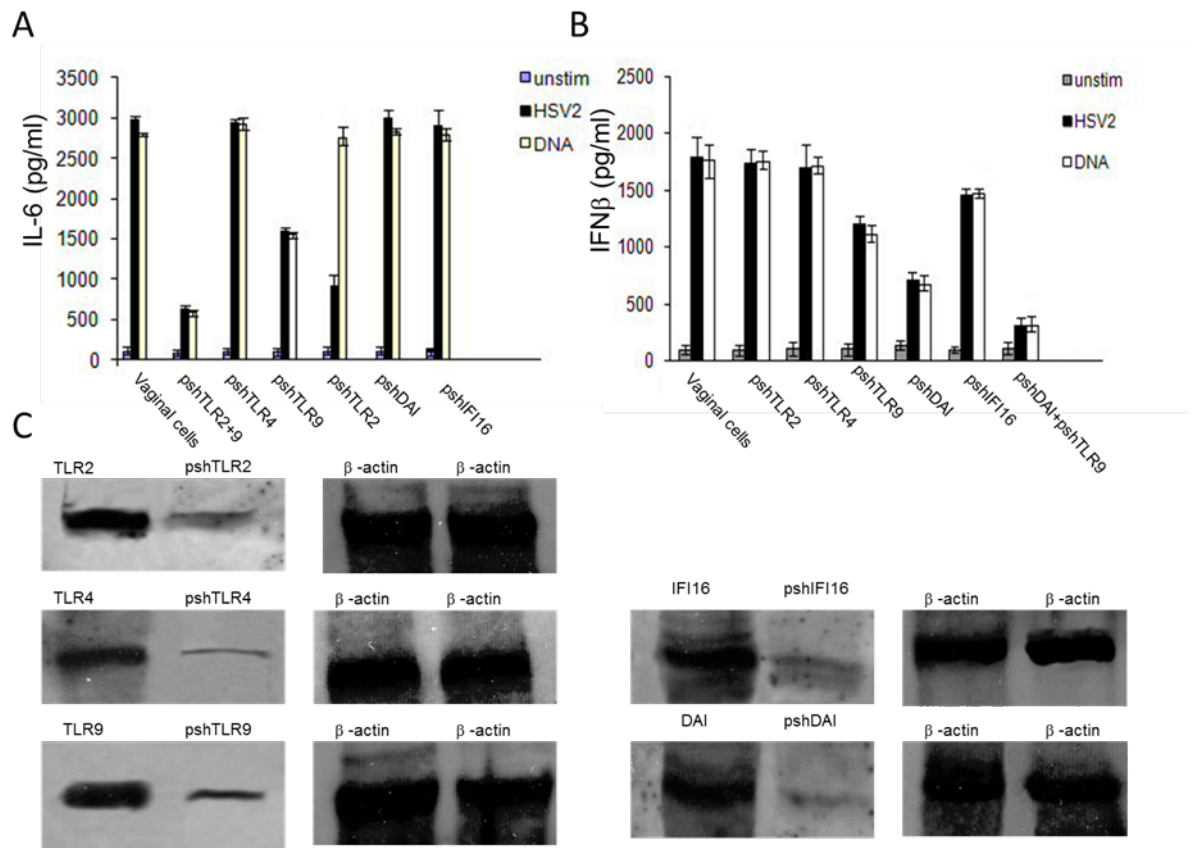 A
IL-6 (pg/ml)
3500
3000
2500
2000
1500
1000
500
0
unstim
HSV2
DNA
Vaginal cells
pshTLR2+9
pshTLR4
pshTLR9
pshTLR2
pshDAI
pshIFI16
B
IFNβ (pg/ml)
2500
2000
1500
1000
500
0
unstim
HSV2
DNA
Vaginal cells
pshTLR2
pshTLR4
pshTLR9
pshDAI
pshIFI16
pshDAI+pshTLR9
C
TLR2 pshTLR2 β -actin β -actin
TLR4 pshTLR4 β -actin β -actin
TLR9 pshTLR9 β -actin β -actin
IFI16 pshIFI16 β -actin β -actin
DAI pshDAI β -actin β -actin